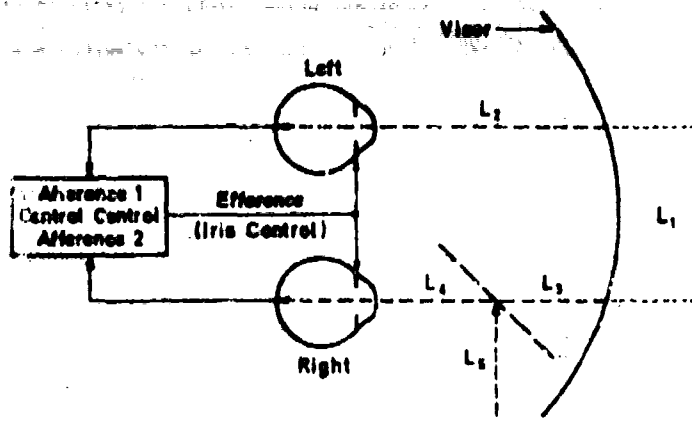 Visor
Left
L2
Afference 1
Central Control
Afference 2
Efference
(Iris Control)
L1
L4
L3
L5
Right